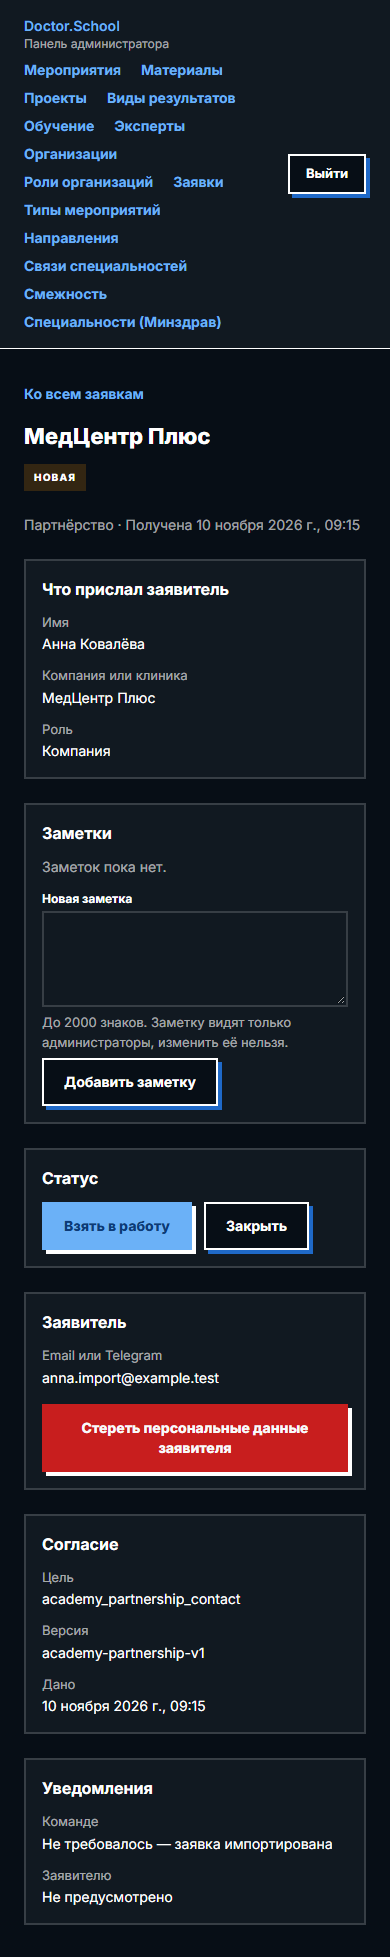 Doctor.School
Панель администратора
Мероприятия Материалы
Проекты Виды результатов
Обучение Эксперты
Организации
Роли организаций Заявки
Типы мероприятий
Направления
Связи специальностей
Смежность
Специальности (Минздрав)
Выйти
Ко всем заявкам
МедЦентр Плюс
НОВАЯ
Партнёрство · Получена 10 ноября 2026 г., 09:15
Что прислал заявитель
Имя
Анна Ковалёва
Компания или клиника
МедЦентр Плюс
Роль
Компания
Заметки
Заметок пока нет.
Новая заметка
До 2000 знаков. Заметку видят только
администраторы, изменить её нельзя.
Добавить заметку
Статус
Взять в работу Закрыть
Заявитель
Email или Telegram
anna.import@example.test
Стереть персональные данные
заявителя
Согласие
Цель
academy_partnership_contact
Версия
academy-partnership-v1
Дано
10 ноября 2026 г., 09:15
Уведомления
Команде
Не требовалось — заявка импортирована
Заявителю
Не предусмотрено